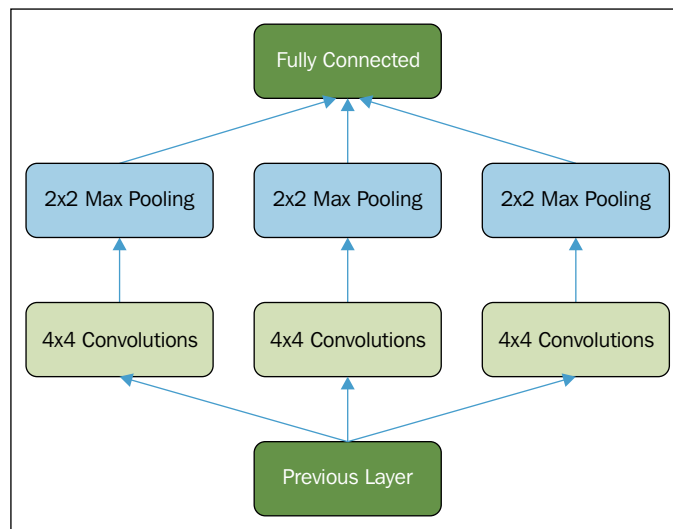 Fully Connected
2x2 Max Pooling
2x2 Max Pooling
2x2 Max Pooling
4x4 Convolutions
4x4 Convolutions
4x4 Convolutions
Previous Layer